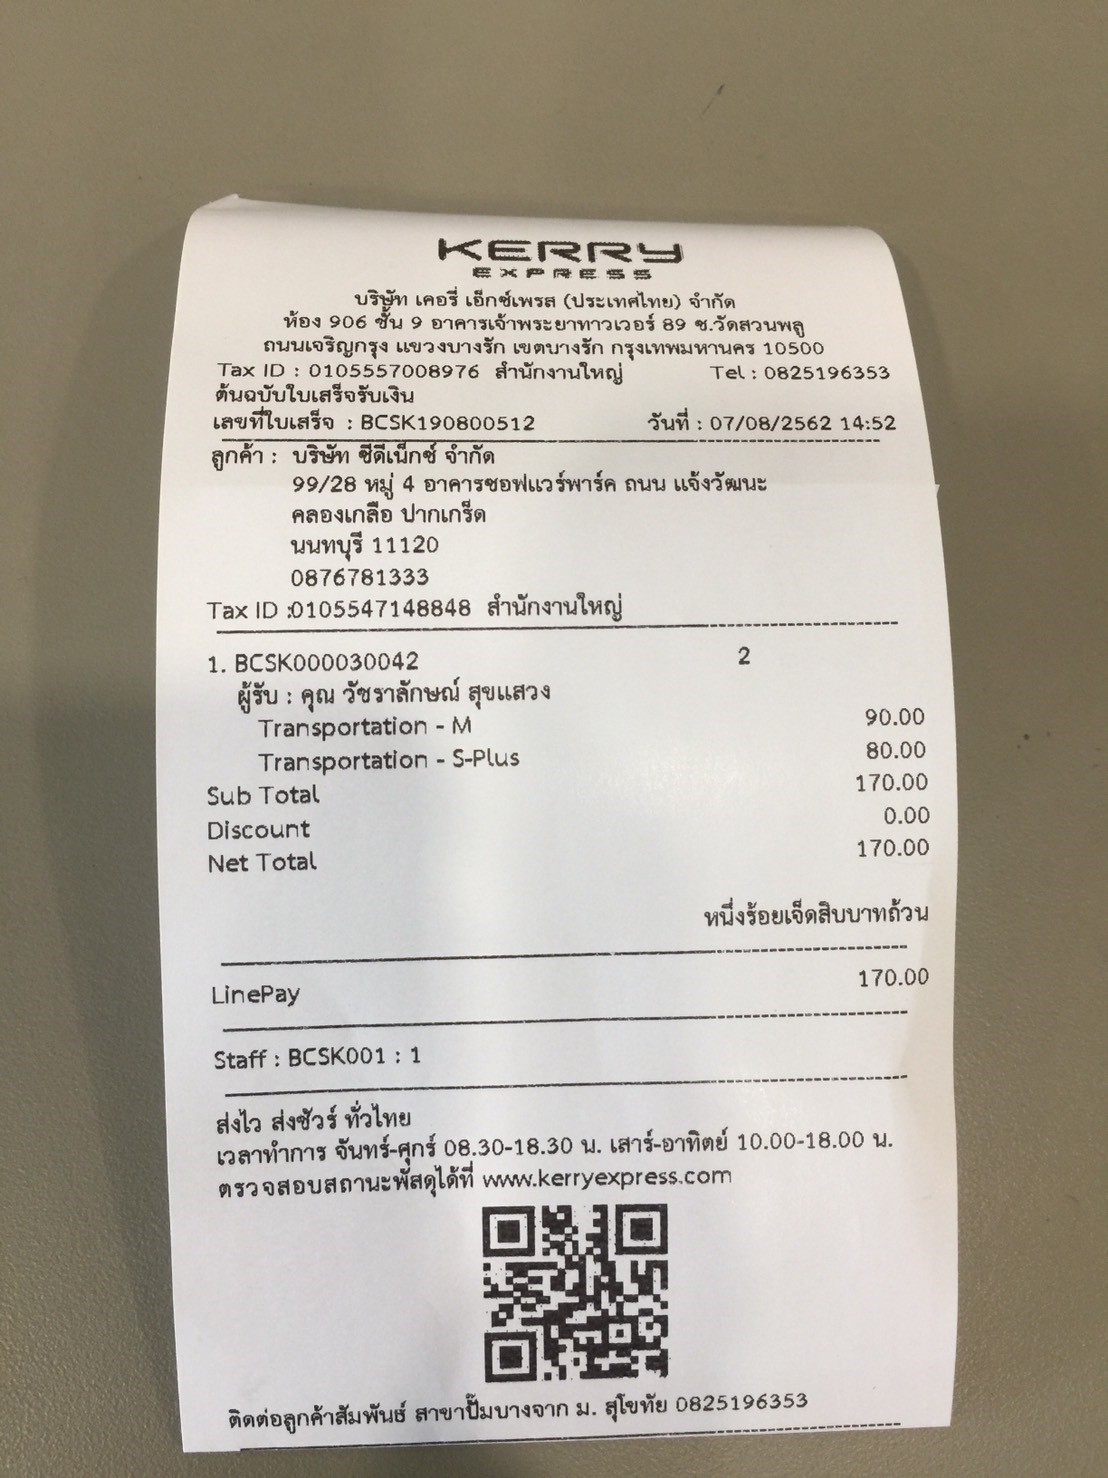 KERRY
EXPRESS
บริษัท เคอรี่ เอ็กซ์เพรส (ประเทศไทย) จำกัด
ห้อง 906 ชั้น 9 อาคารเจ้าพระยาทาวเวอร์ 89 ซ.วัดสวนพลู
ถนนเจริญกรุง แขวงบางรัก เขตบางรัก กรุงเทพมหานคร 10500
Tax ID : 0105557008976 สำนักงานใหญ่ Tel : 0825196353
ต้นฉบับใบเสร็จรับเงิน
เลขที่ใบเสร็จ : BCSK190800512 วันที่ : 07/08/2562 14:52
ลูกค้า : บริษัท ซีดีเน็กซ์ จำกัด
99/28 หมู่ 4 อาคารซอฟแวร์พาร์ค ถนน แจ้งวัฒนะ
คลองเกลือ ปากเกร็ด
นนทบุรี 11120
0876781333
Tax ID :0105547148848 สำนักงานใหญ่
1. BCSK000030042 2
ผู้รับ : คุณ วัชราลักษณ์ สุขแสวง
Transportation - M 90.00
Transportation - S-Plus 80.00
Sub Total 170.00
Discount 0.00
Net Total 170.00
หนึ่งร้อยเจ็ดสิบบาทถ้วน
LinePay 170.00
Staff : BCSK001 : 1
ส่งไว ส่งชัวร์ ทั่วไทย
เวลาทำการ จันทร์-ศุกร์ 08.30-18.30 น. เสาร์-อาทิตย์ 10.00-18.00 น.
ตรวจสอบสถานะพัสดุได้ที่ www.kerryexpress.com
ติดต่อลูกค้าสัมพันธ์ สาขาปั๊มบางจาก ม. สุโขทัย 0825196353